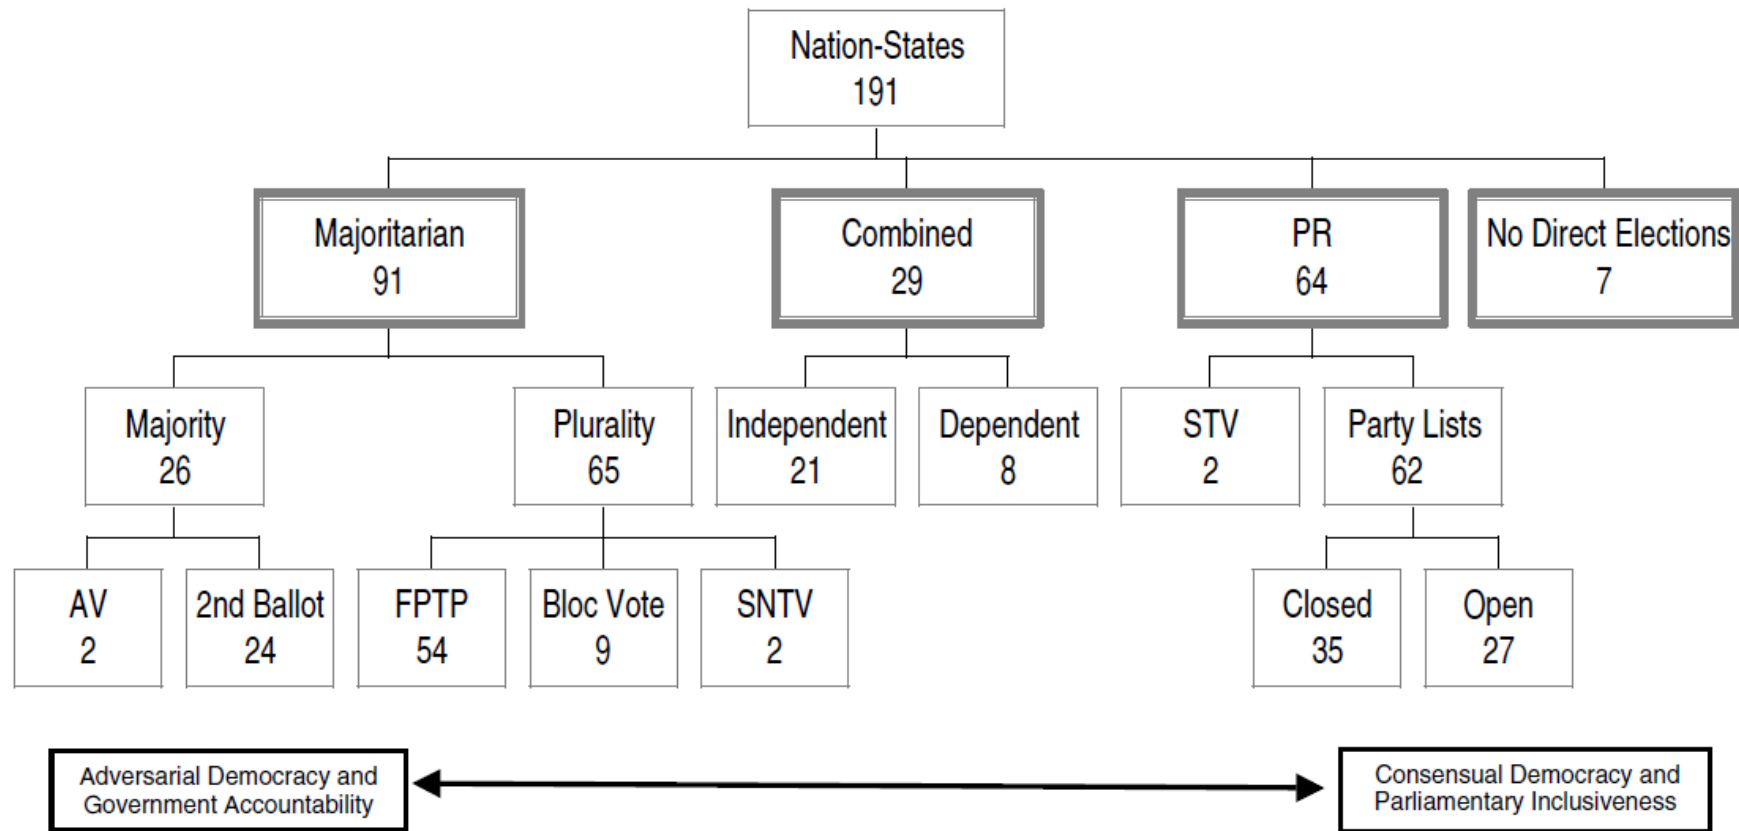 Nation-States
191
Majoritarian
91
Combined
29
PR
64
No Direct Elections
7
Majority
26
Plurality
65
Independent
21
Dependent
8
STV
2
Party Lists
62
AV
2
2nd Ballot
24
FPTP
54
Bloc Vote
9
SNTV
2
Closed
35
Open
27
Adversarial Democracy and
Government Accountability
Consensual Democracy and
Parliamentary Inclusiveness